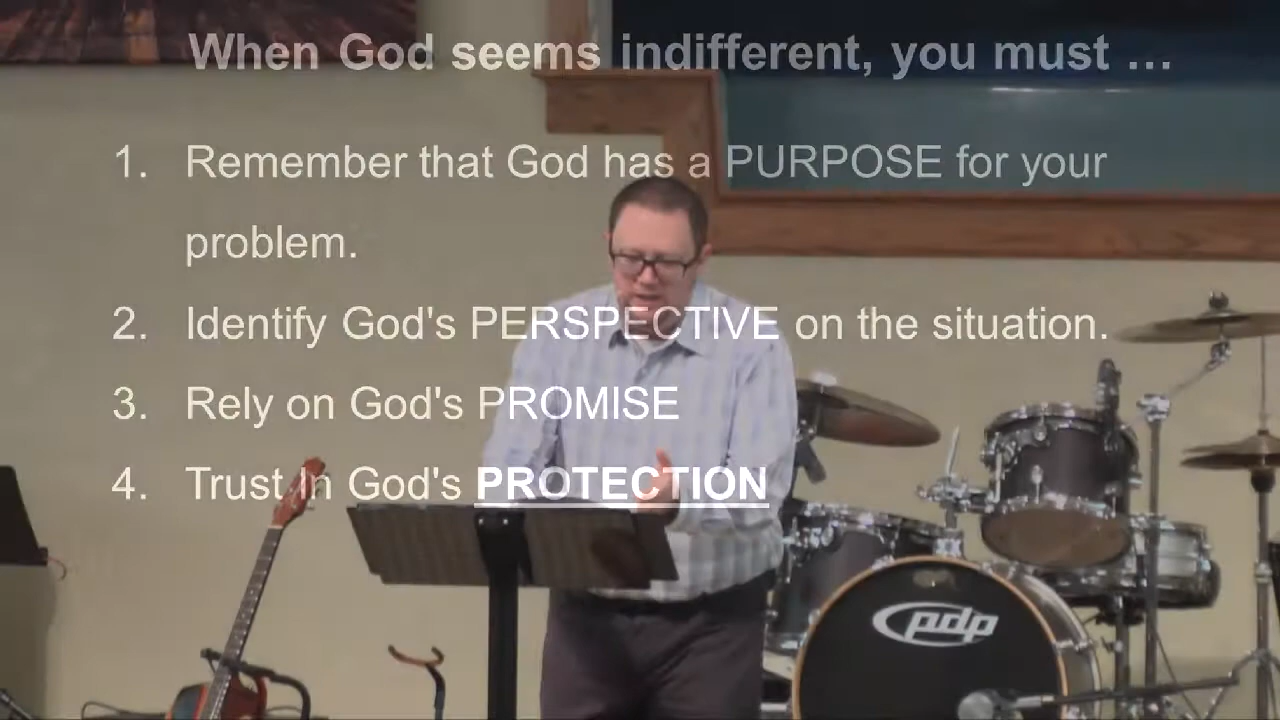 When God seems indifferent, you must ...
1. Remember that God has a PURPOSE for your
problem.
2. Identify God's PERSPECTIVE on the situation.
3. Rely on God's PROMISE
4. Trust In God's PROTECTION
pdp